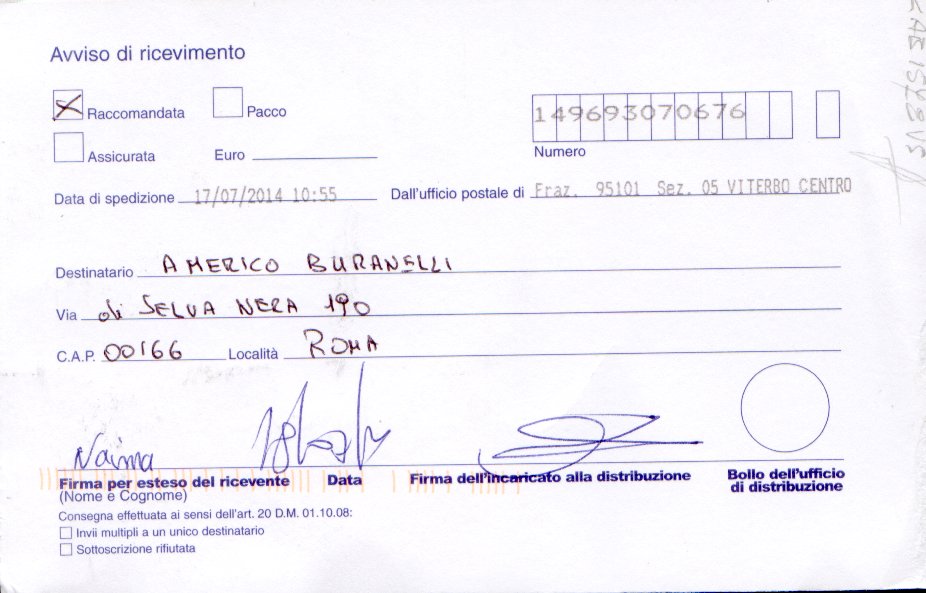 Avviso di ricevimento
Raccomandata Pacco
149693070676
Assicurata Euro
Numero
Data di spedizione 17/07/2014 10:55 Dall'ufficio postale di Fraz. 95101 Sez. 05 VITERBO CENTRO
Destinatario AMERICO BURANELLI
Via di SELVA NERA 190
C.A.P. 00166 Località ROMA
Naima
Firma per esteso del ricevente Data Firma dell'incaricato alla distribuzione Bollo dell'ufficio
(Nome e Cognome) di distribuzione
Consegna effettuata ai sensi dell'art. 20 D.M. 01.10.08:
Invii multipli a un unico destinatario
Sottoscrizione rifiutata